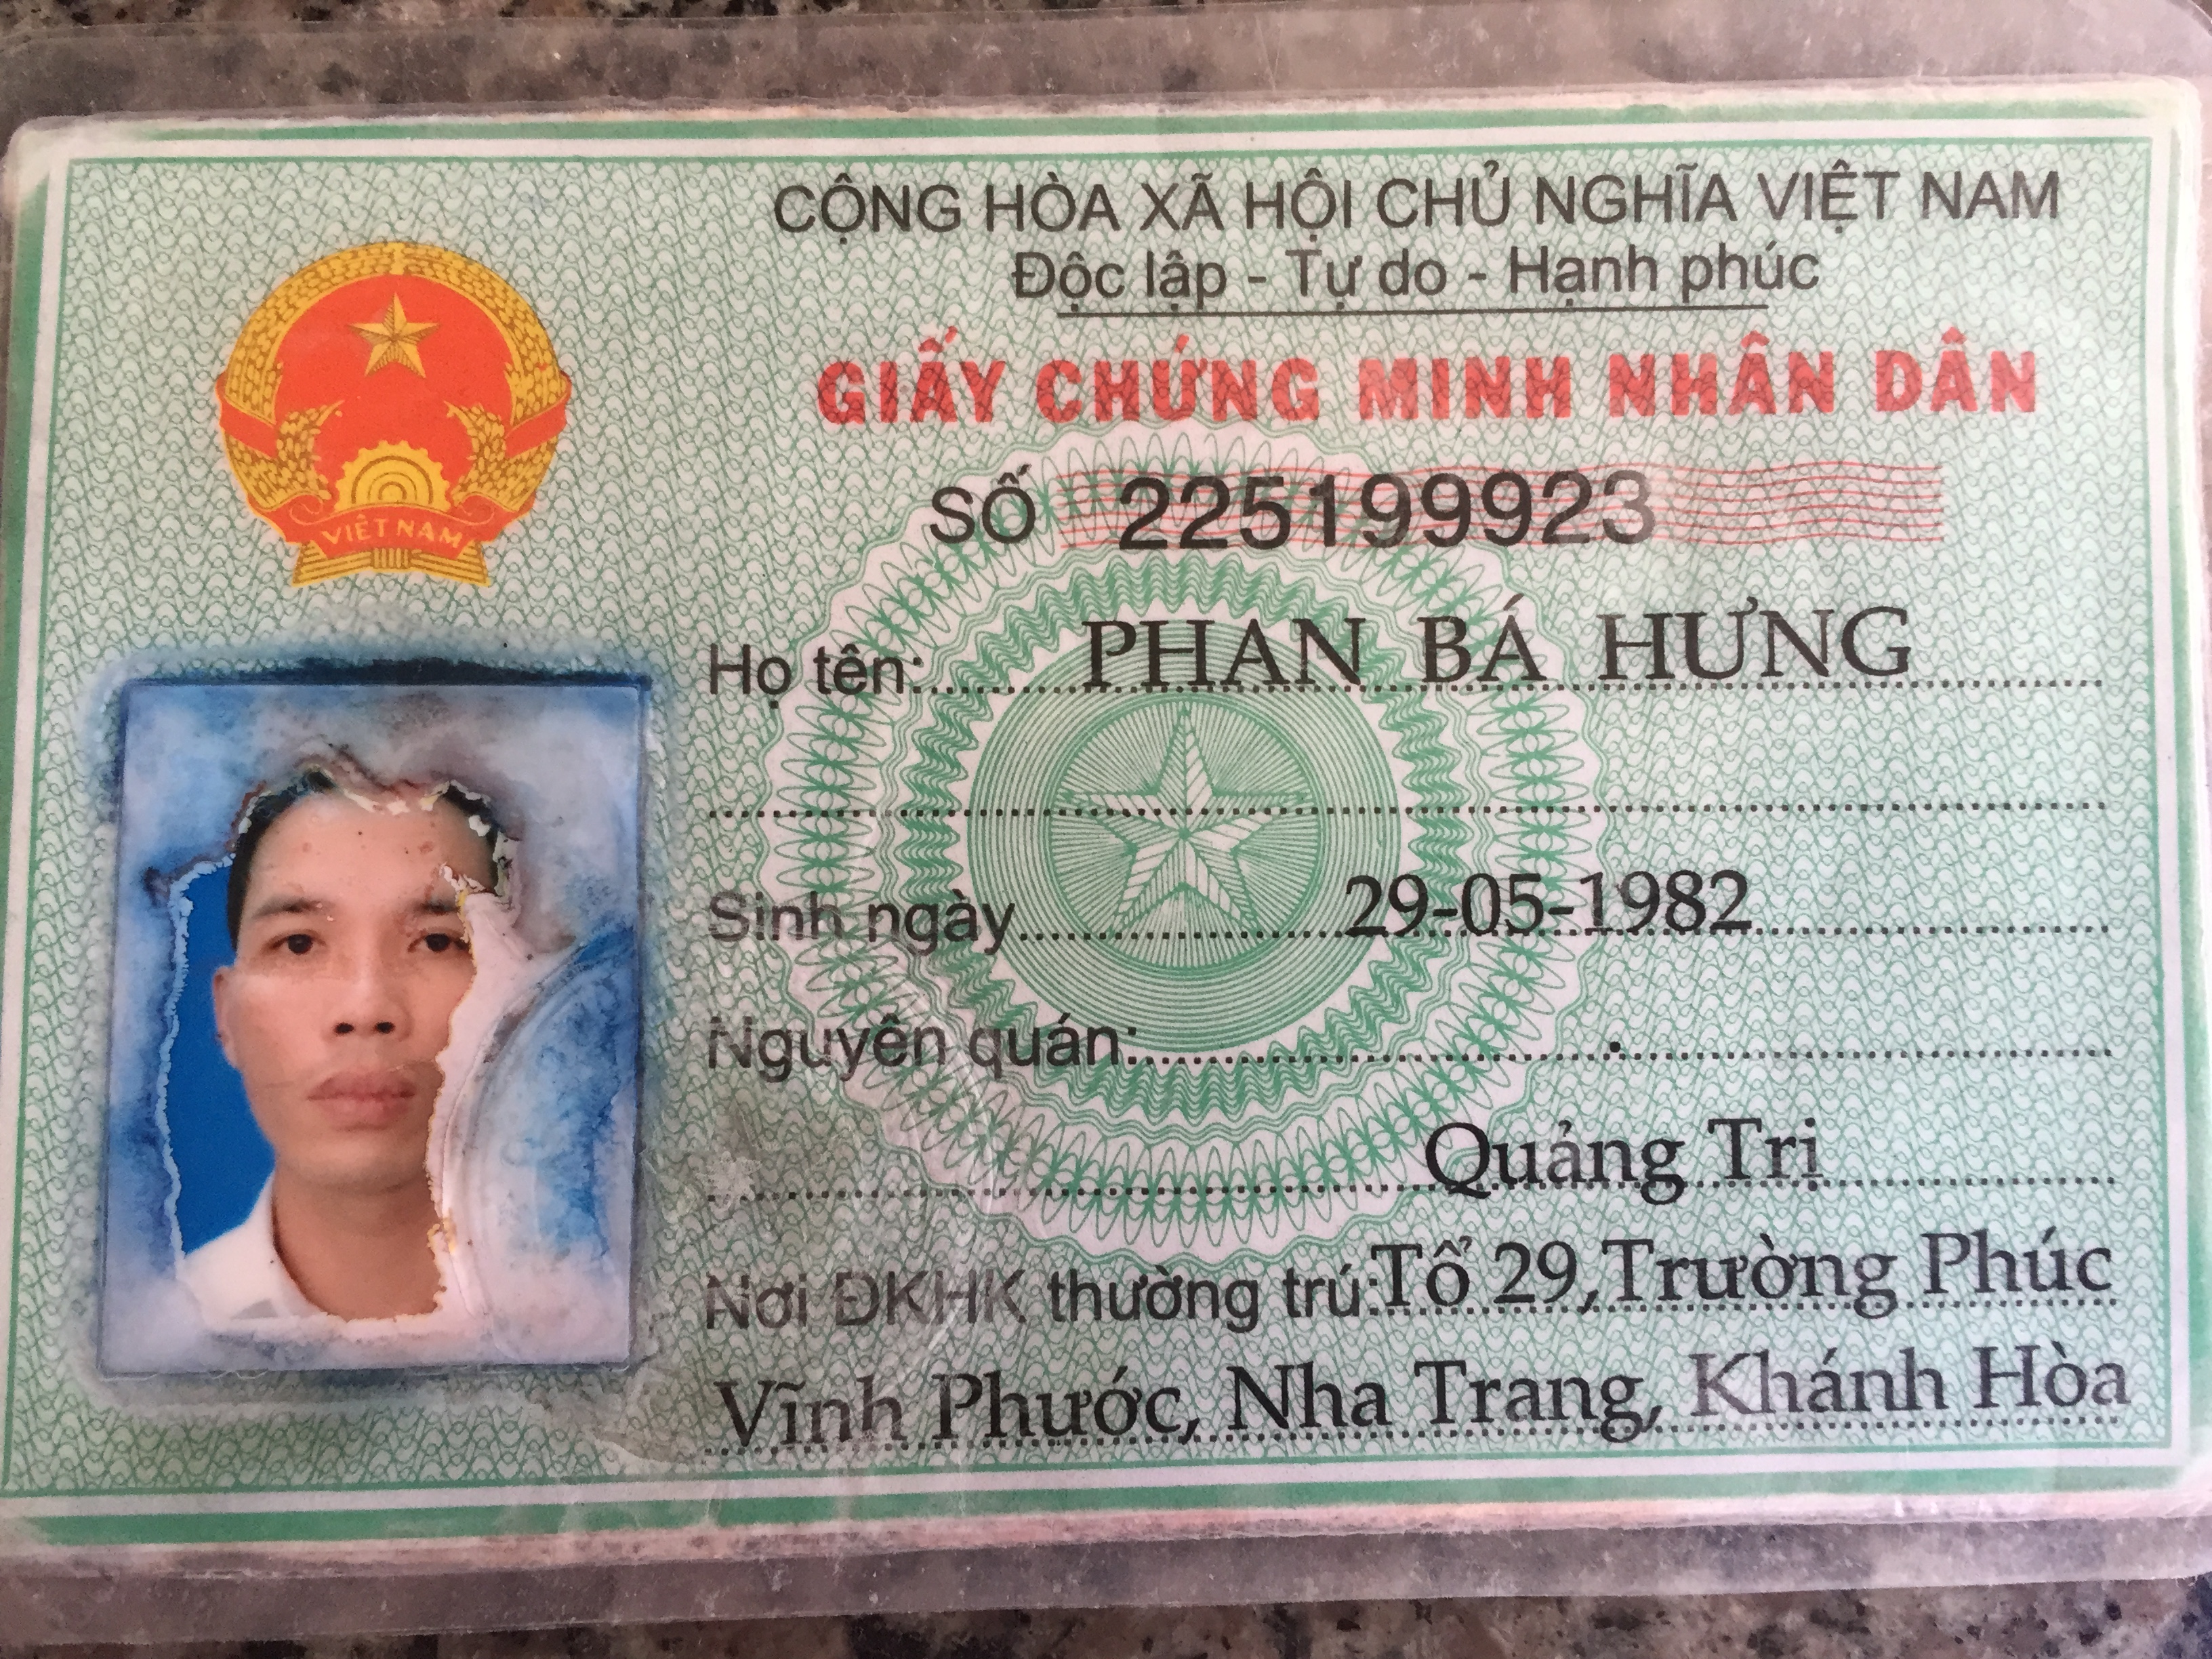 CỘNG HÒA XÃ HỘI CHỦ NGHĨA VIỆT NAM
Độc lập - Tự do - Hạnh phúc
GIẤY CHỨNG MINH NHÂN DÂN
SỐ 225199923
Họ tên: PHAN BÁ HƯNG
Sinh ngày 29-05-1982
Nguyên quán:
Quảng Trị
Nơi ĐKHK thường trú: Tổ 29,Trường Phúc
Vĩnh Phước, Nha Trang, Khánh Hòa
VIỆT NAM